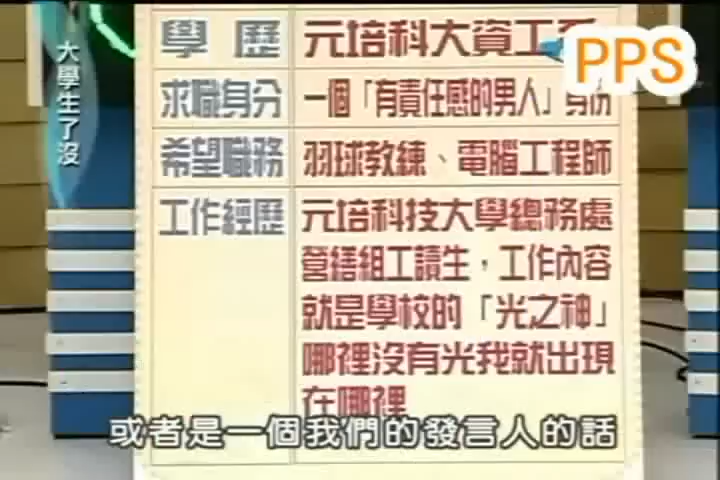 大學生了沒
PPS
學歷 元培科大資工系
求職身分 一個「有責任感的男人」身份
希望職務 羽球教練、電腦工程師
工作經歷 元培科技大學總務處
營繕組工讀生，工作內容
就是學校的「光之神」
哪裡沒有光我就出現
在哪裡
或者是一個我們的發言人的話